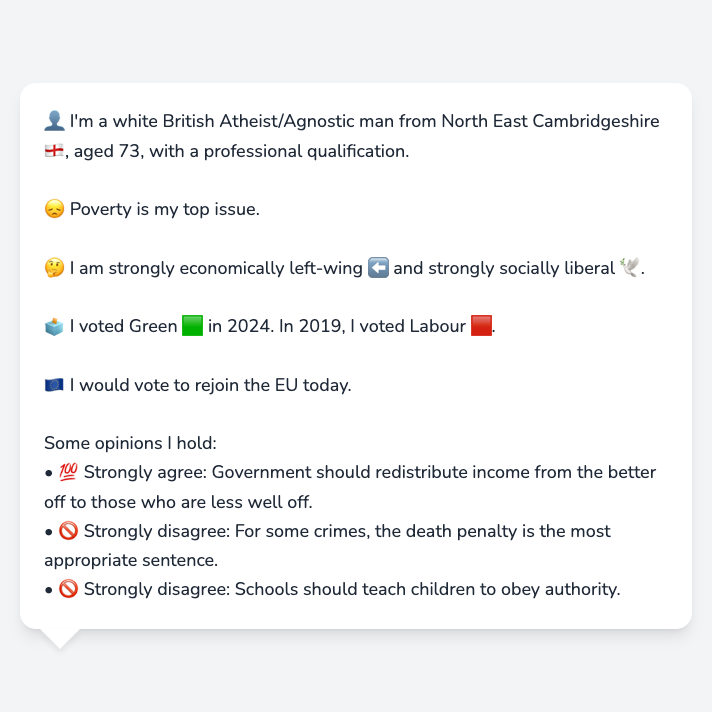 👤 I'm a white British Atheist/Agnostic man from North East Cambridgeshire
🏴󠁧󠁢󠁥󠁮󠁧󠁿, aged 73, with a professional qualification.
😞 Poverty is my top issue.
🤔 I am strongly economically left-wing ⬅️ and strongly socially liberal 🕊️.
🗳️ I voted Green 🟩 in 2024. In 2019, I voted Labour 🟥.
🇪🇺 I would vote to rejoin the EU today.
Some opinions I hold:
• 💯 Strongly agree: Government should redistribute income from the better
off to those who are less well off.
• 🚫 Strongly disagree: For some crimes, the death penalty is the most
appropriate sentence.
• 🚫 Strongly disagree: Schools should teach children to obey authority.